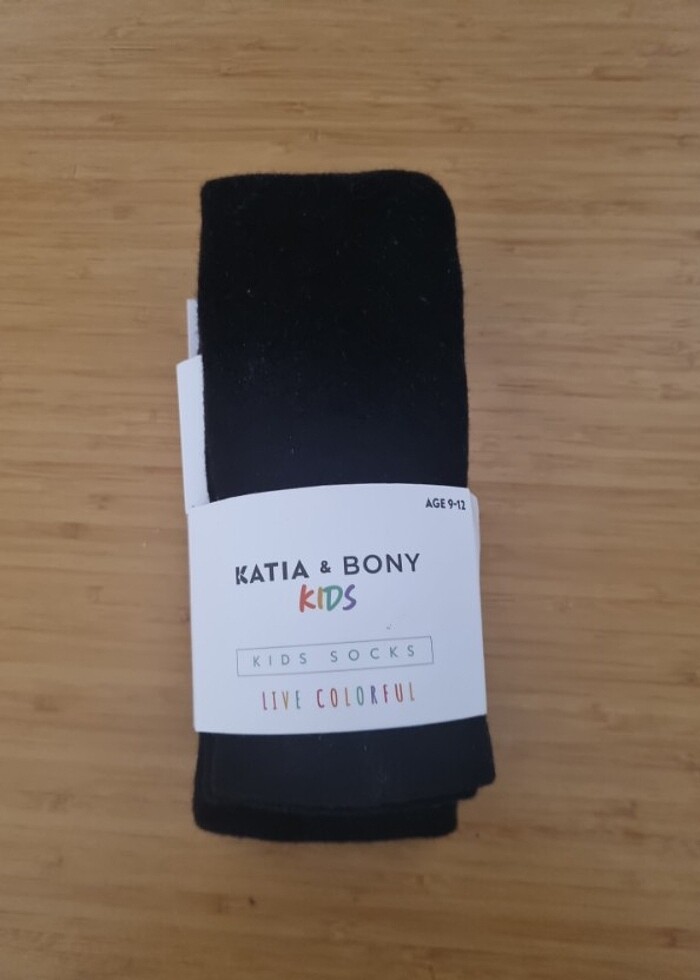 AGE 9-12
KATIA & BONY
KIDS
KIDS SOCKS
LIVE COLORFUL